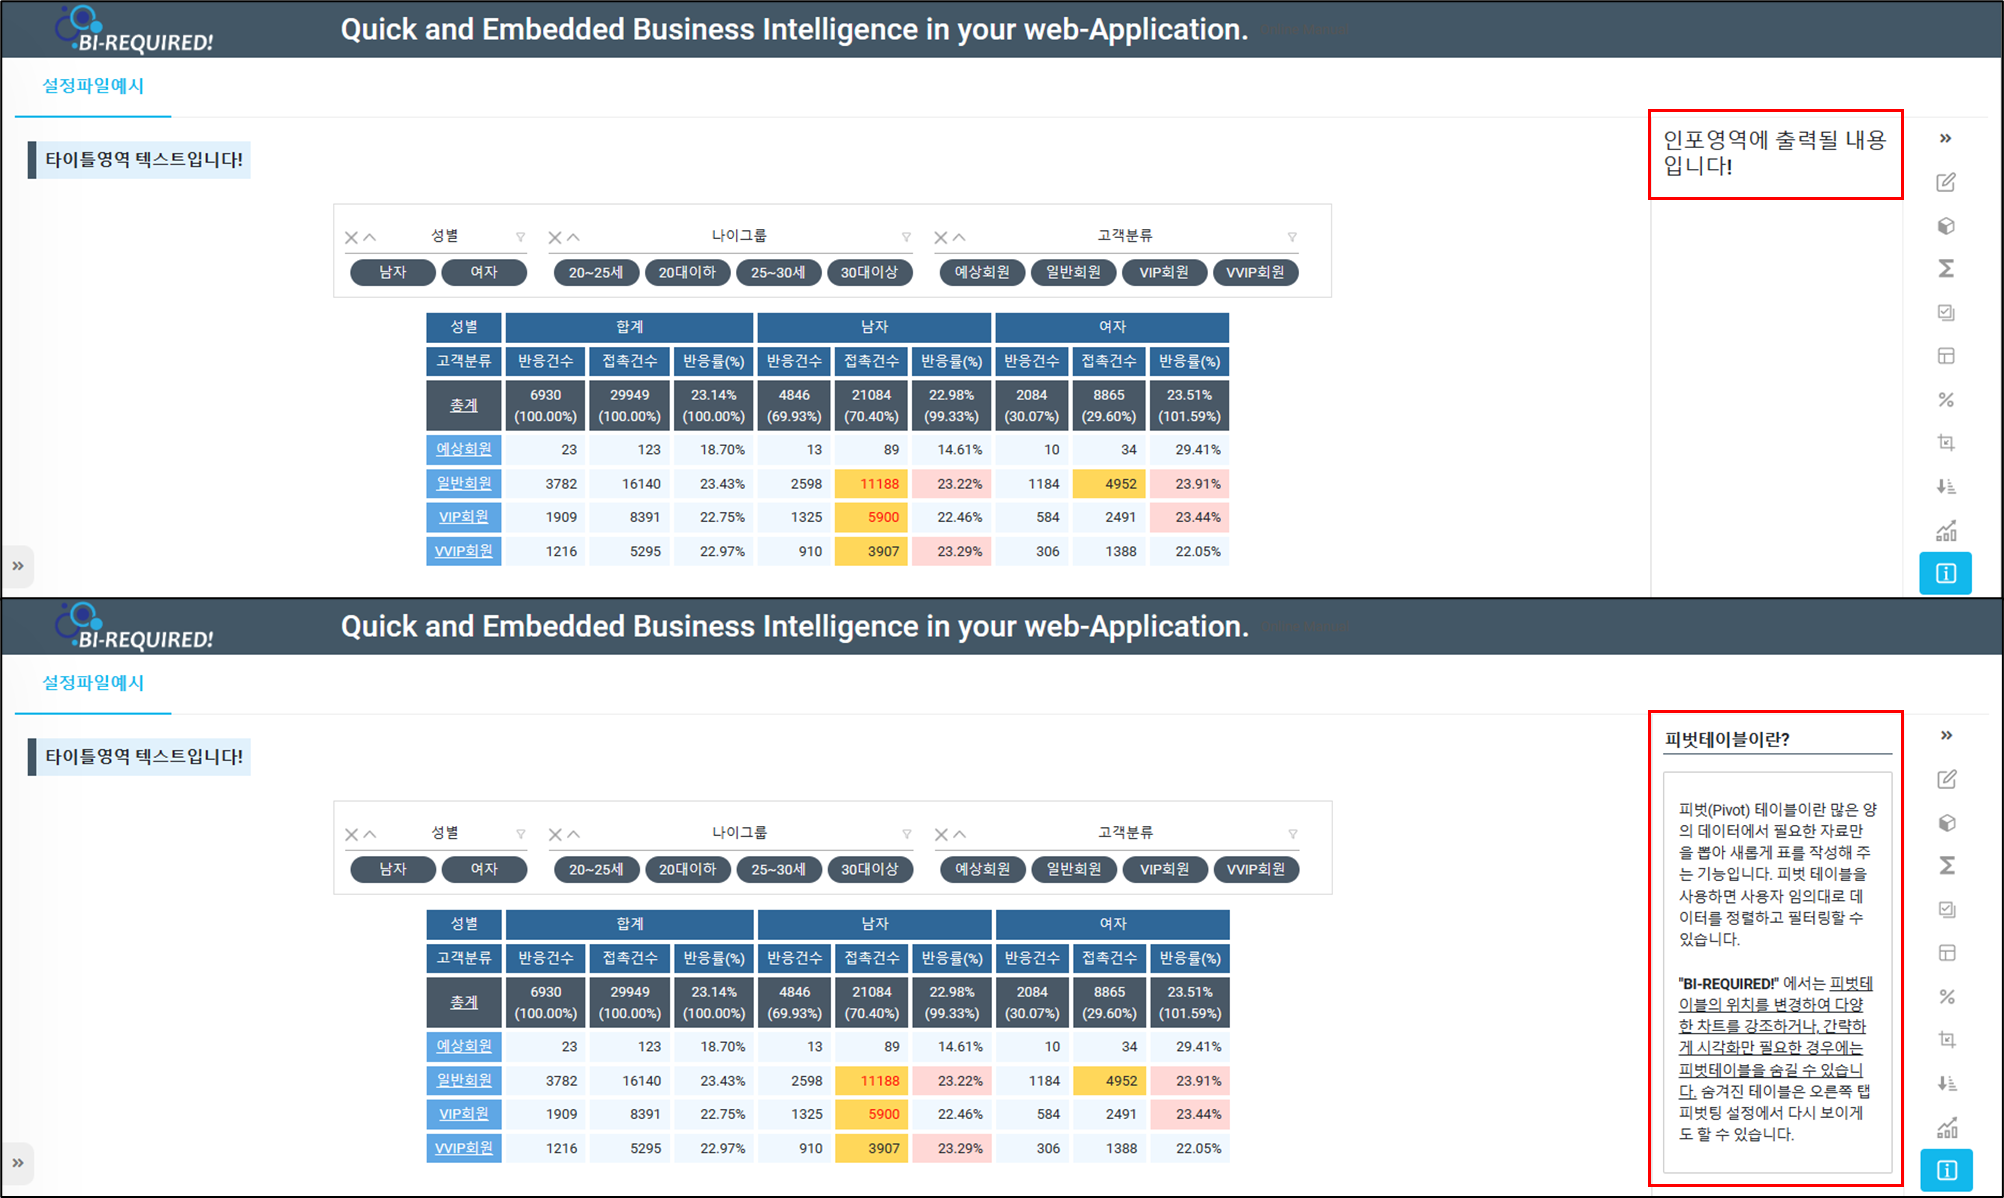 BI-REQUIRED!
Quick and Embedded Business Intelligence in your web-Application.
설정파일예시
타이틀영역 텍스트입니다!
인포영역에 출력될 내용
입니다!
성별 나이그룹 고객분류
남자 여자 20~25세 20대이하 25~30세 30대이상 예상회원 일반회원 VIP회원 VVIP회원
성별 합계 남자 여자
고객분류 반응건수 접촉건수 반응률(%) 반응건수 접촉건수 반응률(%) 반응건수 접촉건수 반응률(%)
총계 6930 29949 23.14% 4846 21084 22.98% 2084 8865 23.51%
(100.00%) (100.00%) (100.00%) (69.93%) (70.40%) (99.33%) (30.07%) (29.60%) (101.59%)
예상회원 23 123 18.70% 13 89 14.61% 10 34 29.41%
일반회원 3782 16140 23.43% 2598 11188 23.22% 1184 4952 23.91%
VIP회원 1909 8391 22.75% 1325 5900 22.46% 584 2491 23.44%
VVIP회원 1216 5295 22.97% 910 3907 23.29% 306 1388 22.05%
BI-REQUIRED!
Quick and Embedded Business Intelligence in your web-Application.
설정파일예시
타이틀영역 텍스트입니다!
성별 나이그룹 고객분류
남자 여자 20~25세 20대이하 25~30세 30대이상 예상회원 일반회원 VIP회원 VVIP회원
성별 합계 남자 여자
고객분류 반응건수 접촉건수 반응률(%) 반응건수 접촉건수 반응률(%) 반응건수 접촉건수 반응률(%)
총계 6930 29949 23.14% 4846 21084 22.98% 2084 8865 23.51%
(100.00%) (100.00%) (100.00%) (69.93%) (70.40%) (99.33%) (30.07%) (29.60%) (101.59%)
예상회원 23 123 18.70% 13 89 14.61% 10 34 29.41%
일반회원 3782 16140 23.43% 2598 11188 23.22% 1184 4952 23.91%
VIP회원 1909 8391 22.75% 1325 5900 22.46% 584 2491 23.44%
VVIP회원 1216 5295 22.97% 910 3907 23.29% 306 1388 22.05%
피벗테이블이란?
피벗(Pivot) 테이블이란 많은 양
의 데이터에서 필요한 자료만
을 뽑아 새롭게 표를 작성해 주
는 기능입니다. 피벗 테이블을
사용하면 사용자 임의대로 데
이터를 정렬하고 필터링할 수
있습니다.
"BI-REQUIRED!" 에서는 피벗테
이블의 위치를 변경하여 다양
한 차트를 강조하거나, 간략하
게 시각화만 필요한 경우에는
피벗테이블을 숨길 수 있습니
다. 숨겨진 테이블은 오른쪽 탭
피벗팅 설정에서 다시 보이게
도 할 수 있습니다.